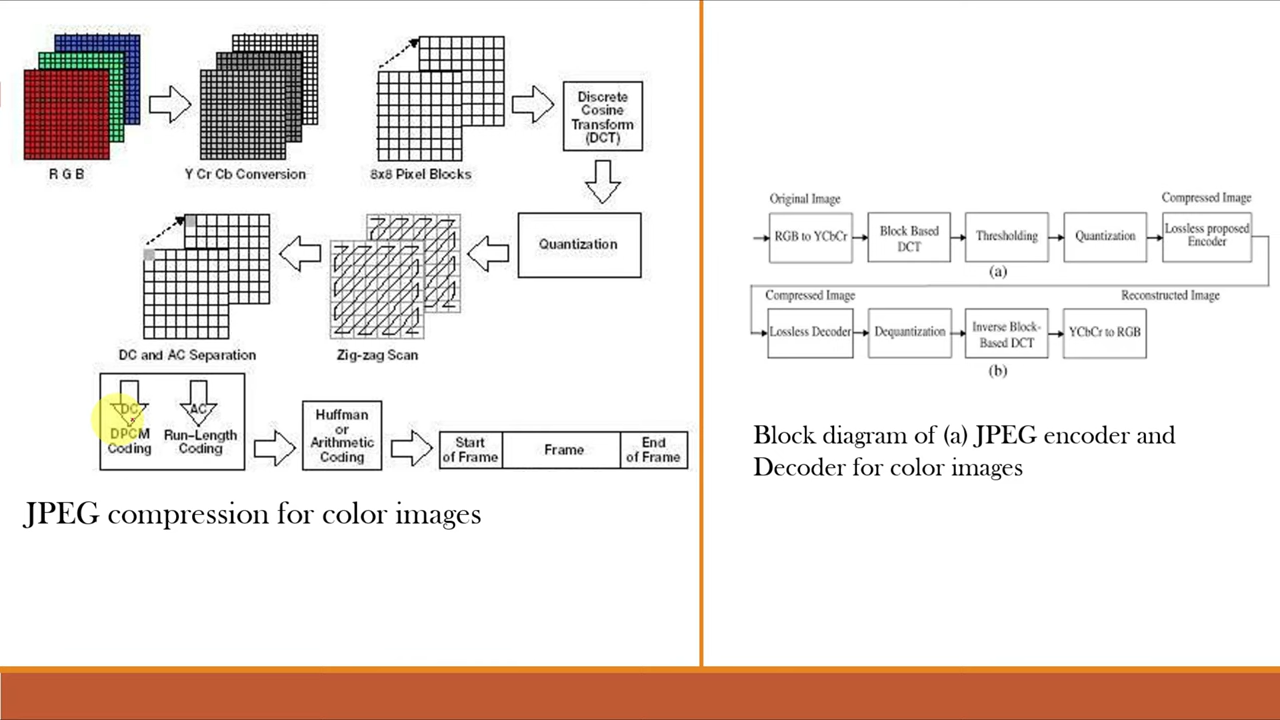 R G B
Y Cr Cb Conversion
8x8 Pixel Blocks
Discrete
Cosine
Transform
(DCT)
Quantization
Zig-zag Scan
DC and AC Separation
DC
DPCM
Coding
AC
Run-Length
Coding
Huffman
or
Arithmetic
Coding
Start
of Frame
Frame
End
of Frame
JPEG compression for color images
Original Image
Compressed Image
RGB to YCbCr
Block Based
DCT
Thresholding
Quantization
Lossless proposed
Encoder
(a)
Compressed Image
Reconstructed Image
Lossless Decoder
Dequantization
Inverse Block-
Based DCT
YCbCr to RGB
(b)
Block diagram of (a) JPEG encoder and
Decoder for color images